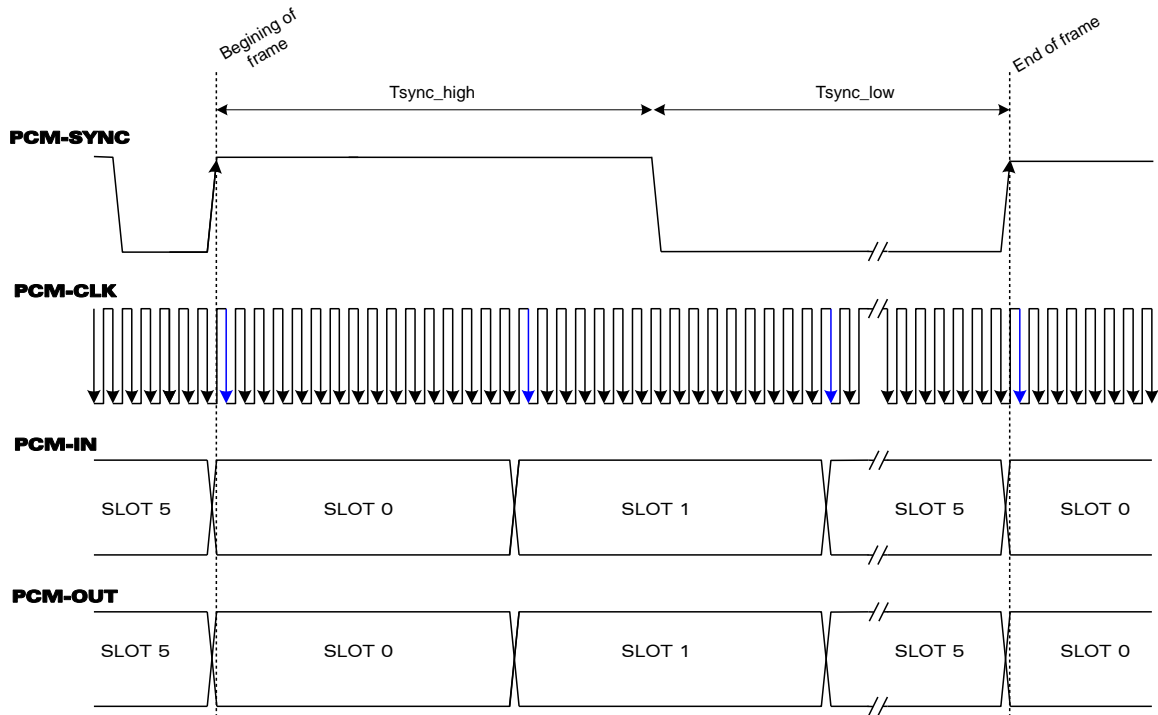 Begining of
frame
End of frame
Tsync_high
Tsync_low
PCM-SYNC
PCM-CLK
PCM-IN
SLOT 5
SLOT 0
SLOT 1
SLOT 5
SLOT 0
PCM-OUT
SLOT 5
SLOT 0
SLOT 1
SLOT 5
SLOT 0